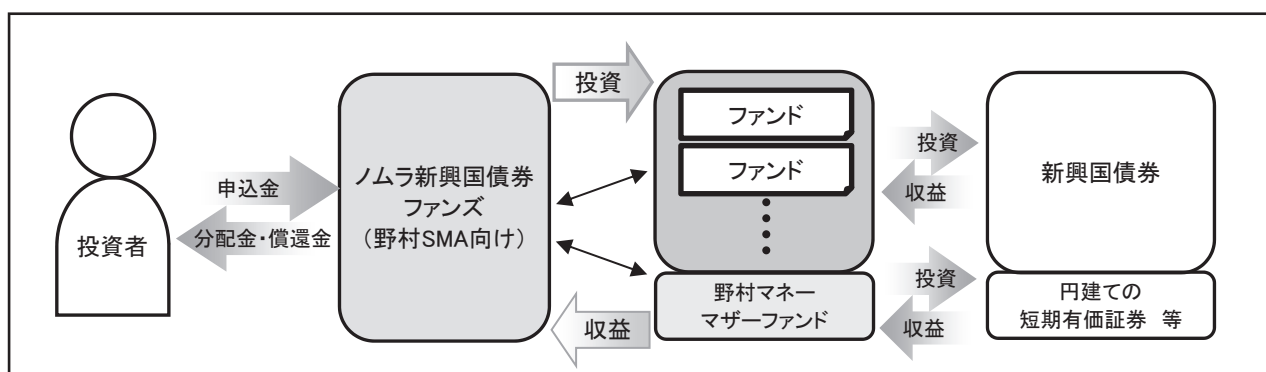 投資者
申込金
分配金・償還金
ノムラ新興国債券
ファンズ
（野村SMA向け）
投資
収益
ファンド
ファンド
野村マネー
マザーファンド
投資
収益
投資
収益
新興国債券
円建ての
短期有価証券 等